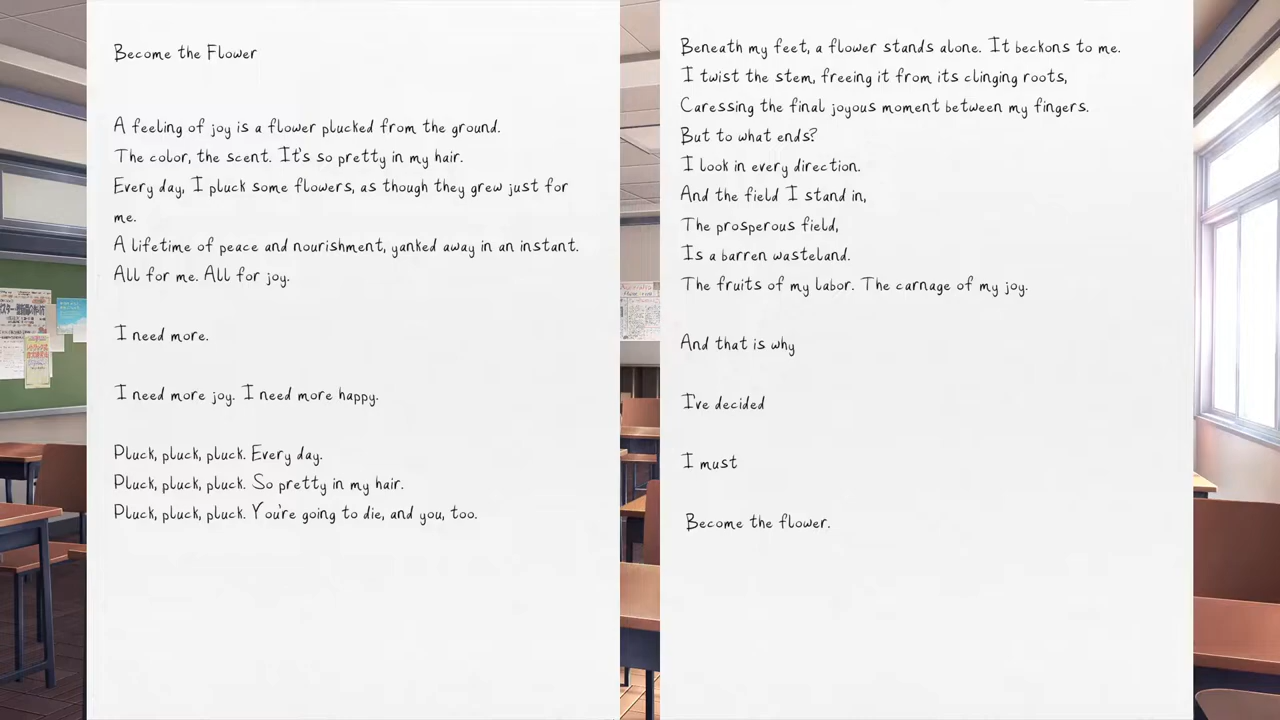 Become the Flower
A feeling of joy is a flower plucked from the ground.
The color, the scent. It's so pretty in my hair.
Every day, I pluck some flowers, as though they grew just for
me.
A lifetime of peace and nourishment, yanked away in an instant.
All for me. All for joy.
I need more.
I need more joy. I need more happy.
Pluck, pluck, pluck. Every day.
Pluck, pluck, pluck. So pretty in my hair.
Pluck, pluck, pluck. You're going to die, and you, too.
Beneath my feet, a flower stands alone. It beckons to me.
I twist the stem, freeing it from its clinging roots,
Caressing the final joyous moment between my fingers.
But to what ends?
I look in every direction.
And the field I stand in,
The prosperous field,
Is a barren wasteland.
The fruits of my labor. The carnage of my joy.
And that is why
I've decided
I must
Become the flower.